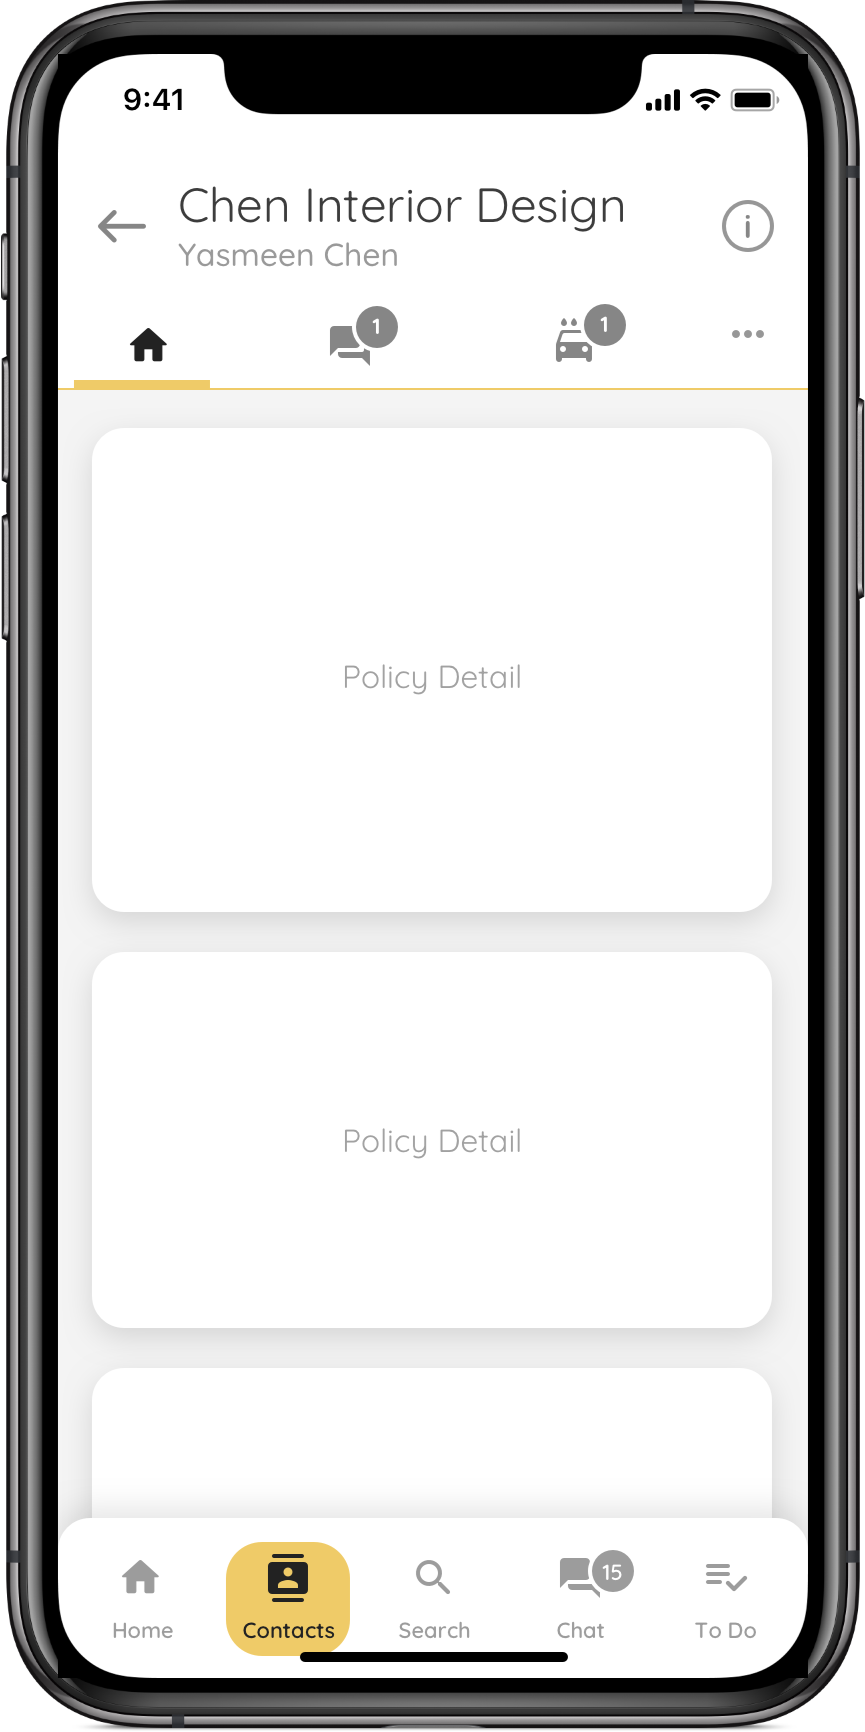 9:41
Chen Interior Design
Yasmeen Chen
1
1
Policy Detail
Policy Detail
15
Home
Contacts
Search
Chat
To Do